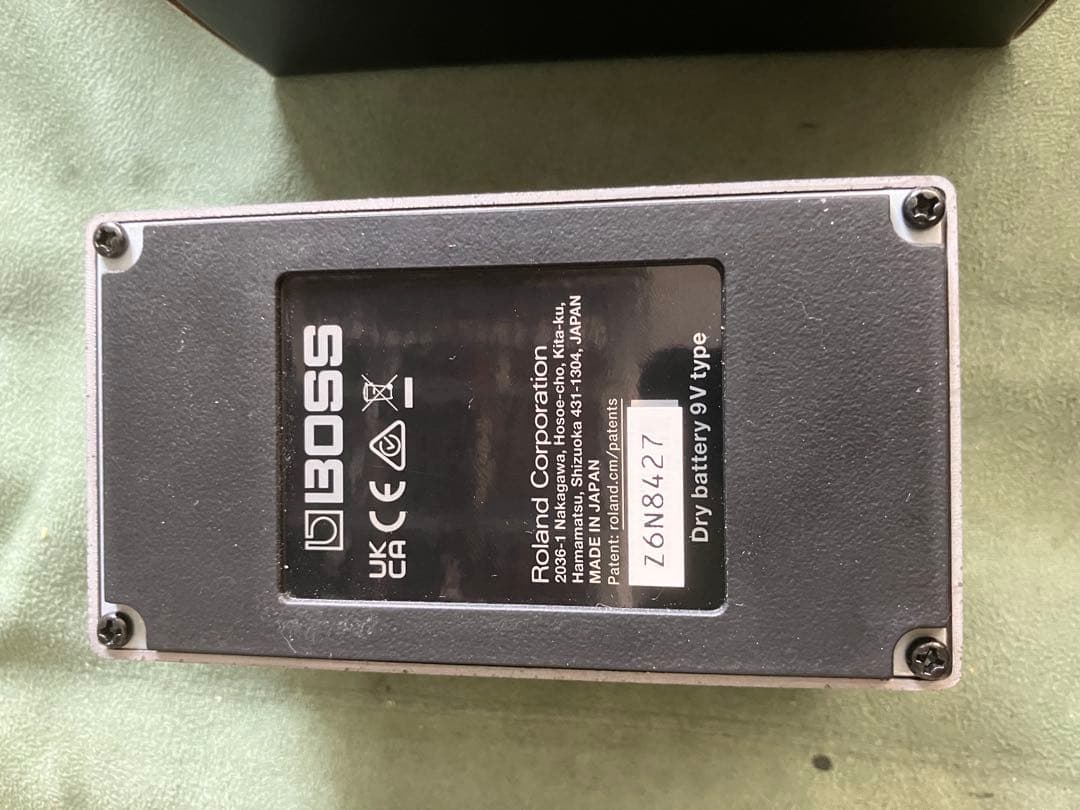 BOSS
UK
CA CE
Roland Corporation
2036-1 Nakagawa, Hosoe-cho, Kita-ku,
Hamamatsu, Shizuoka 431-1304, JAPAN
MADE IN JAPAN
Patent: roland.cm/patents
Z6N8427
Dry battery 9V type